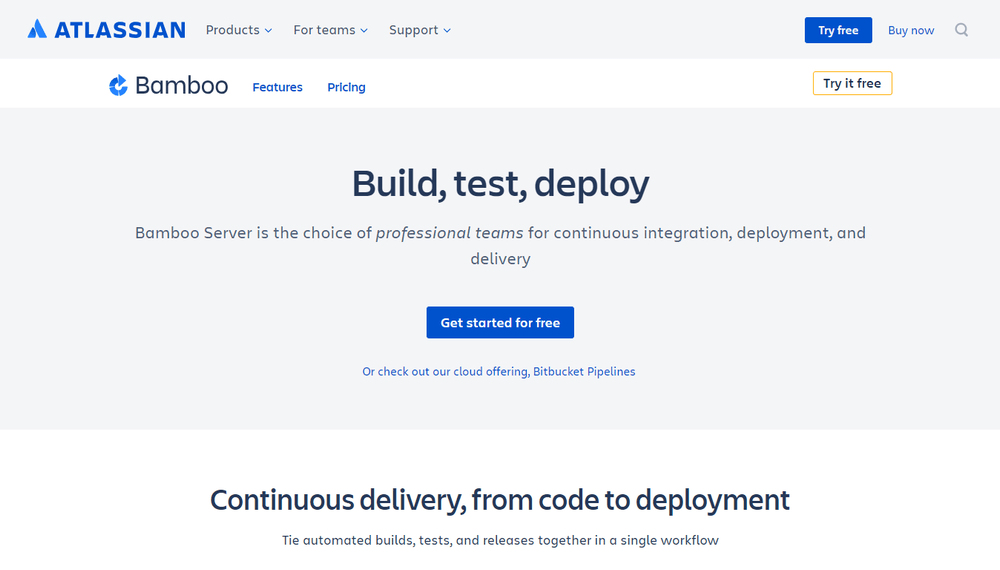 ATLASSIAN Products For teams Support Try free Buy now
Bamboo Features Pricing Try it free
Build, test, deploy
Bamboo Server is the choice of professional teams for continuous integration, deployment, and
delivery
Get started for free
Or check out our cloud offering, Bitbucket Pipelines
Continuous delivery, from code to deployment
Tie automated builds, tests, and releases together in a single workflow